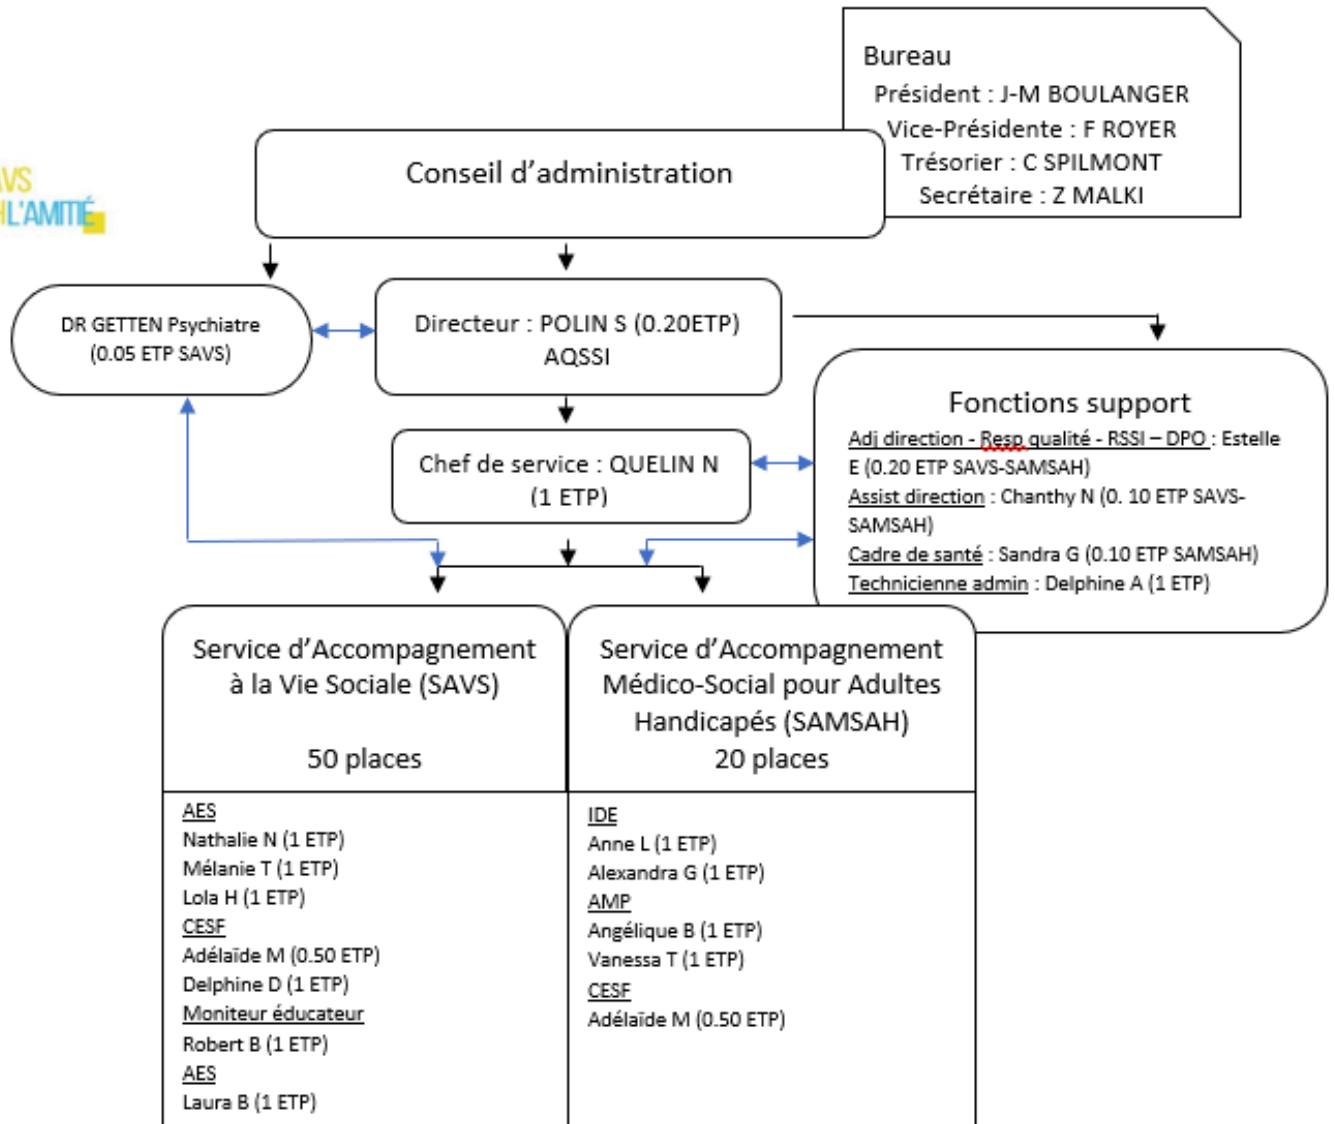 Bureau
Président : J-M BOULANGER
Vice-Présidente : F ROYER
Trésorier : C SPILMONT
Secrétaire : Z MALKI
Conseil d’administration
L'AMITIÉ
DR GETTEN Psychiatre
(0.05 ETP SAVS)
Directeur : POLIN S (0.20ETP)
AQSSI
Chef de service : QUELIN N
(1 ETP)
Fonctions support
Adj direction - Resp qualité - RSSI – DPO : Estelle
E (0.20 ETP SAVS-SAMSAH)
Assist direction : Chanthy N (0. 10 ETP SAVS-
SAMSAH)
Cadre de santé : Sandra G (0.10 ETP SAMSAH)
Technicienne admin : Delphine A (1 ETP)
Service d’Accompagnement
à la Vie Sociale (SAVS)
50 places
AES
Nathalie N (1 ETP)
Mélanie T (1 ETP)
Lola H (1 ETP)
CESF
Adélaïde M (0.50 ETP)
Delphine D (1 ETP)
Moniteur éducateur
Robert B (1 ETP)
AES
Laura B (1 ETP)
Service d’Accompagnement
Médico-Social pour Adultes
Handicapés (SAMSAH)
20 places
IDE
Anne L (1 ETP)
Alexandra G (1 ETP)
AMP
Angélique B (1 ETP)
Vanessa T (1 ETP)
CESF
Adélaïde M (0.50 ETP)